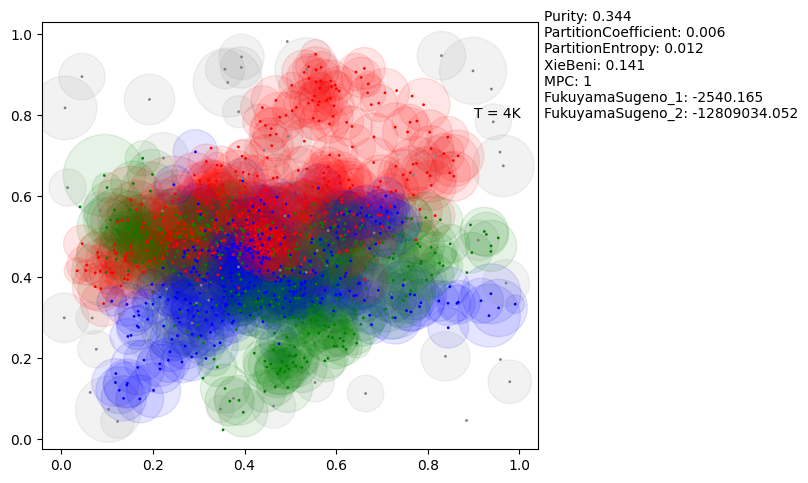 Purity: 0.344
PartitionCoefficient: 0.006
PartitionEntropy: 0.012
XieBeni: 0.141
MPC: 1
FukuyamaSugeno_1: -2540.165
FukuyamaSugeno_2: -12809034.052
T = 4K
1.0
0.8
0.6
0.4
0.2
0.0
0.0 0.2 0.4 0.6 0.8 1.0